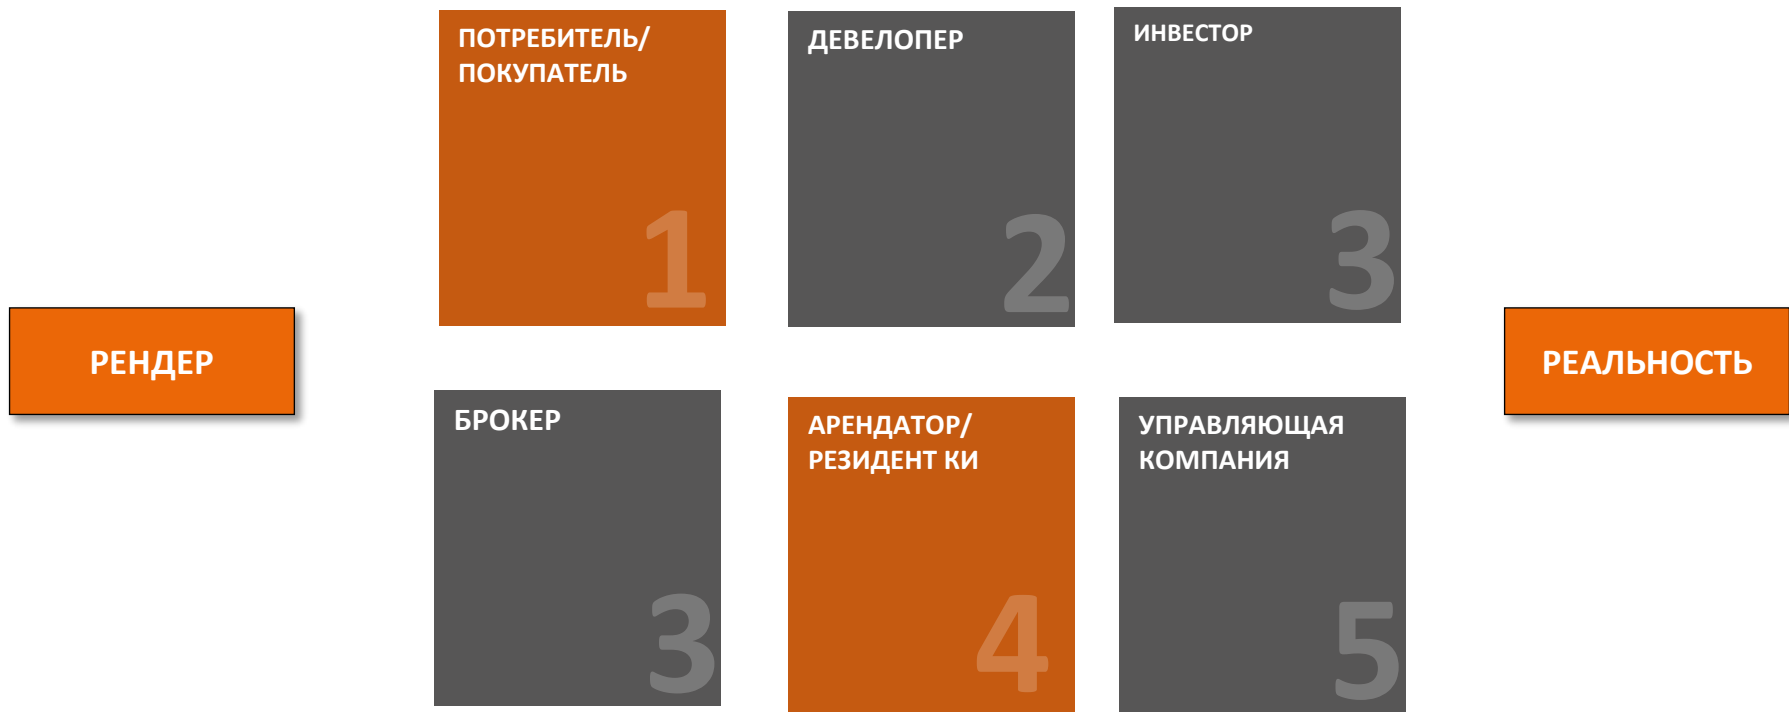 РЕНДЕР
ПОТРЕБИТЕЛЬ/
ПОКУПАТЕЛЬ
1
ДЕВЕЛОПЕР
2
ИНВЕСТОР
3
БРОКЕР
3
АРЕНДАТОР/
РЕЗИДЕНТ КИ
4
УПРАВЛЯЮЩАЯ
КОМПАНИЯ
5
РЕАЛЬНОСТЬ